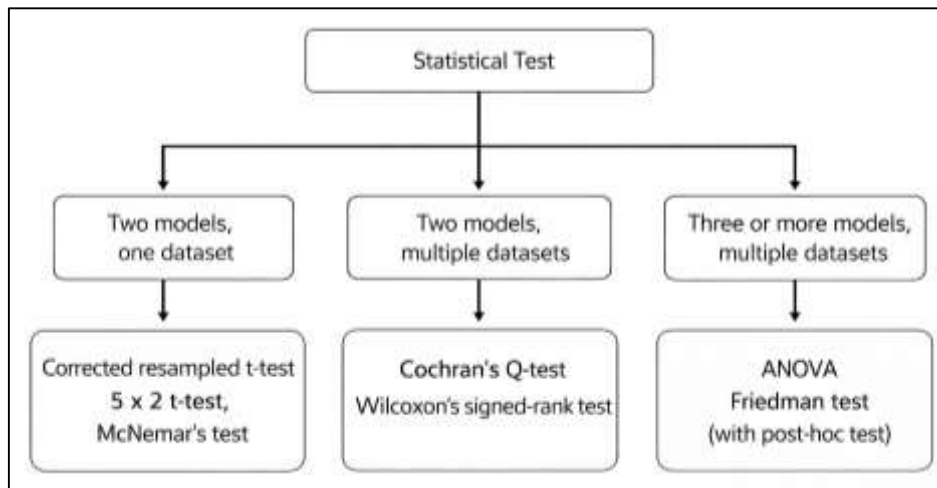 Statistical Test
Two models,
one dataset
Two models,
multiple datasets
Three or more models,
multiple datasets
Corrected resampled t-test
5 x 2 t-test,
McNemar's test
Cochran's Q-test
Wilcoxon's signed-rank test
ANOVA
Friedman test
(with post-hoc test)